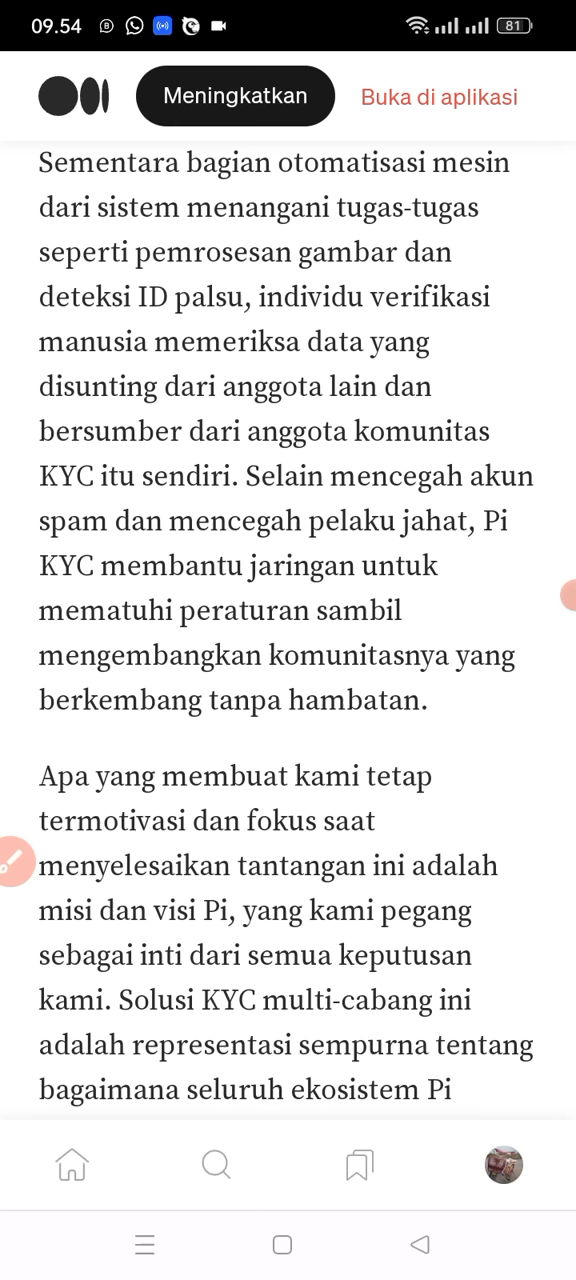 09.54
81
Meningkatkan
Buka di aplikasi
Sementara bagian otomatisasi mesin
dari sistem menangani tugas-tugas
seperti pemrosesan gambar dan
deteksi ID palsu, individu verifikasi
manusia memeriksa data yang
disunting dari anggota lain dan
bersumber dari anggota komunitas
KYC itu sendiri. Selain mencegah akun
spam dan mencegah pelaku jahat, Pi
KYC membantu jaringan untuk
mematuhi peraturan sambil
mengembangkan komunitasnya yang
berkembang tanpa hambatan.
Apa yang membuat kami tetap
termotivasi dan fokus saat
menyelesaikan tantangan ini adalah
misi dan visi Pi, yang kami pegang
sebagai inti dari semua keputusan
kami. Solusi KYC multi-cabang ini
adalah representasi sempurna tentang
bagaimana seluruh ekosistem Pi